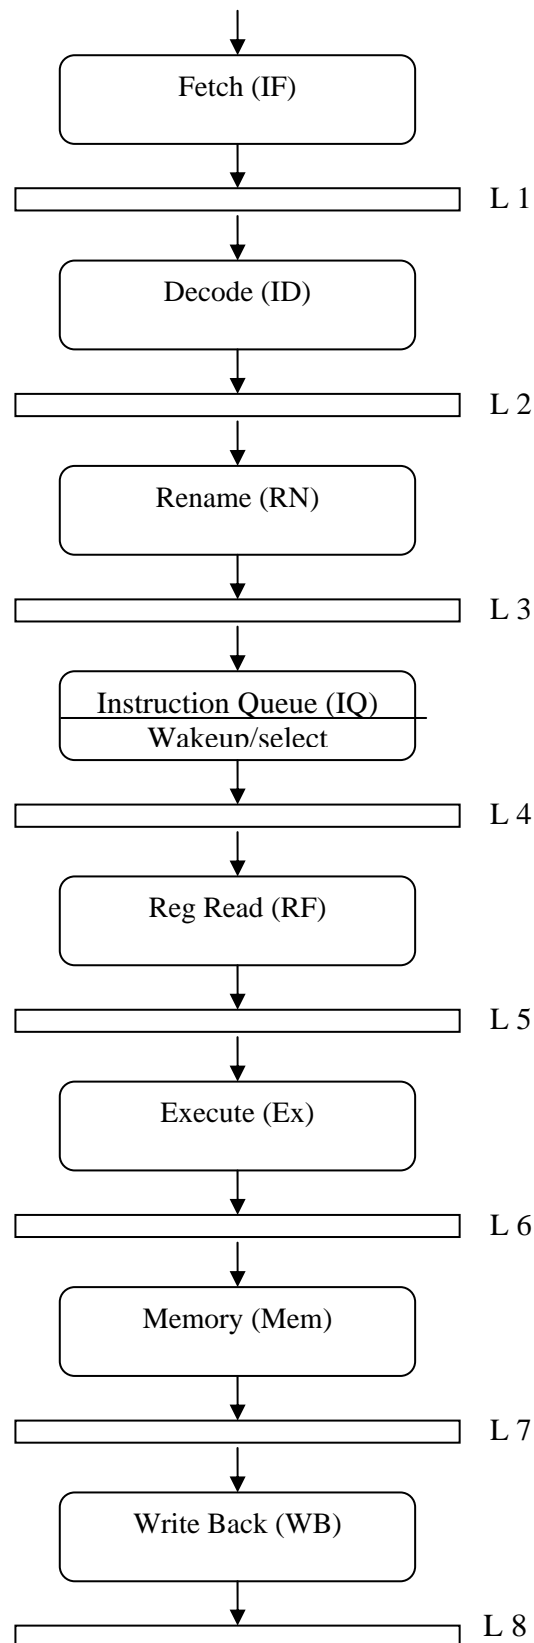 Fetch (IF)
L 1
Decode (ID)
L 2
Rename (RN)
L 3
Instruction Queue (IQ)
Wakeup/select
L 4
Reg Read (RF)
L 5
Execute (Ex)
L 6
Memory (Mem)
L 7
Write Back (WB)
L 8